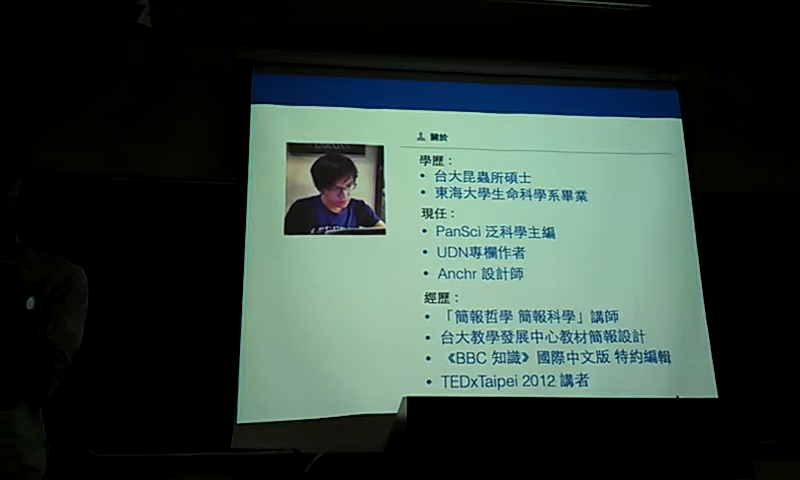 關於
學歷：
• 台大昆蟲所碩士
• 東海大學生命科學系畢業
現任：
• PanSci 泛科學主編
• UDN專欄作者
• Anchr 設計師
經歷：
• 「簡報哲學 簡報科學」講師
• 台大教學發展中心教材簡報設計
• 《BBC 知識》國際中文版 特約編輯
• TEDxTaipei 2012 講者